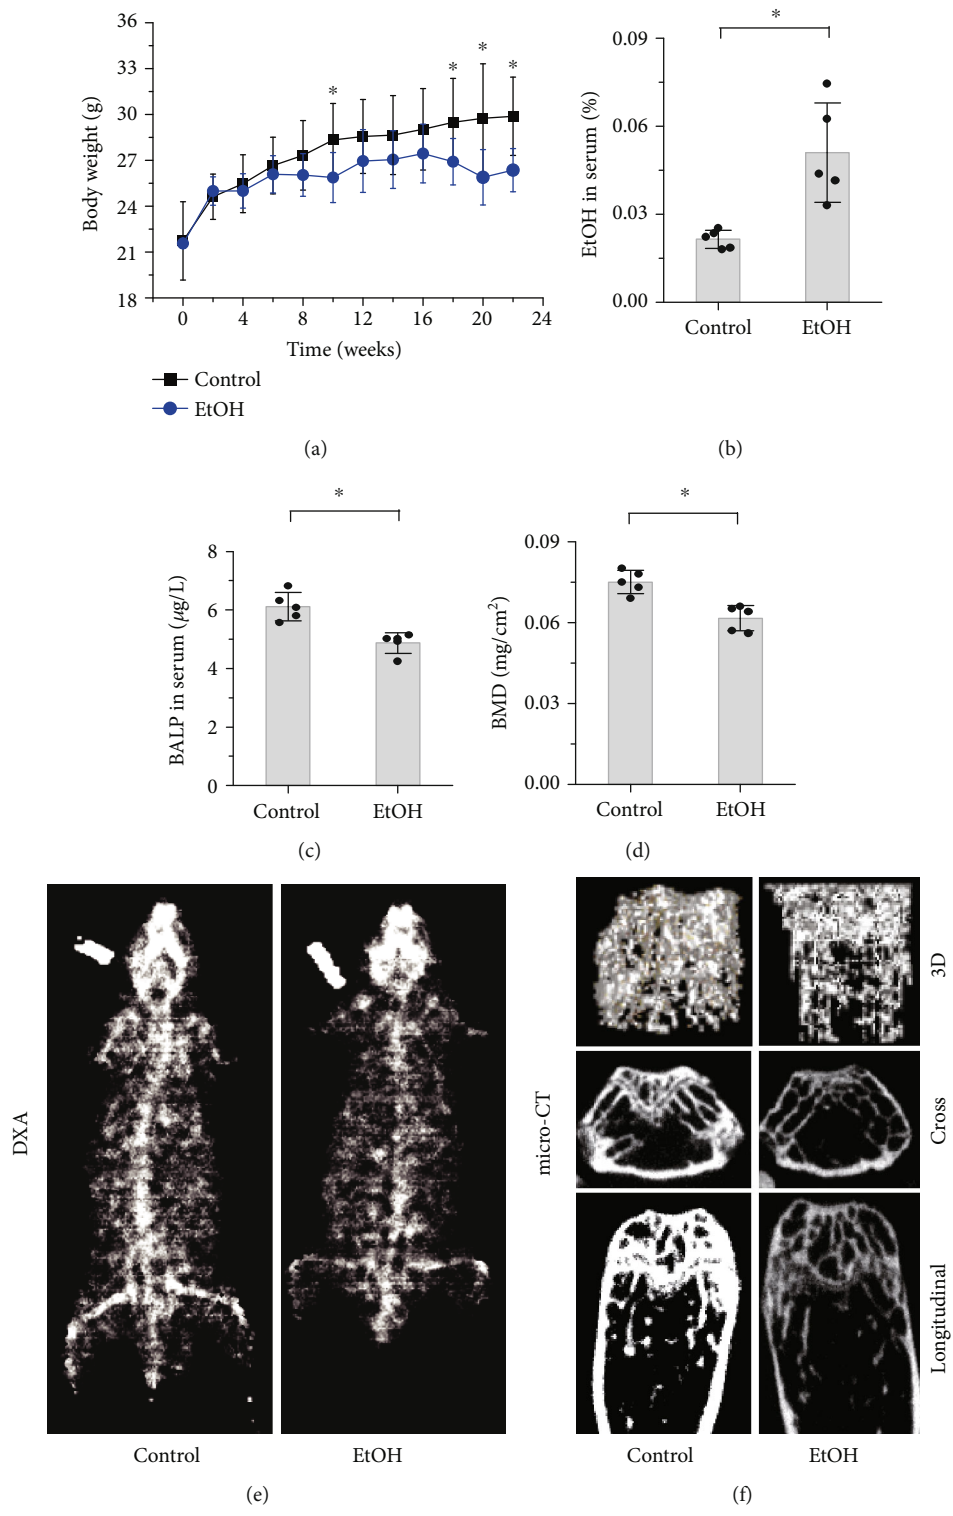 36
33
30
27
24
21
18
Body weight (g)
* * * *
0 4 8 12 16 20 24
Time (weeks)
Control
EtOH
(a)
*
0.09
0.06
0.03
0.00
EtOH in serum (%)
Control EtOH
(b)
*
8
6
4
2
0
BALP in serum (μg/L)
Control EtOH
(c)
*
0.09
0.06
0.03
0.00
BMD (mg/cm²)
Control EtOH
(d)
DXA
Control EtOH
(e)
micro-CT
3D
Cross
Longitudinal
Control EtOH
(f)